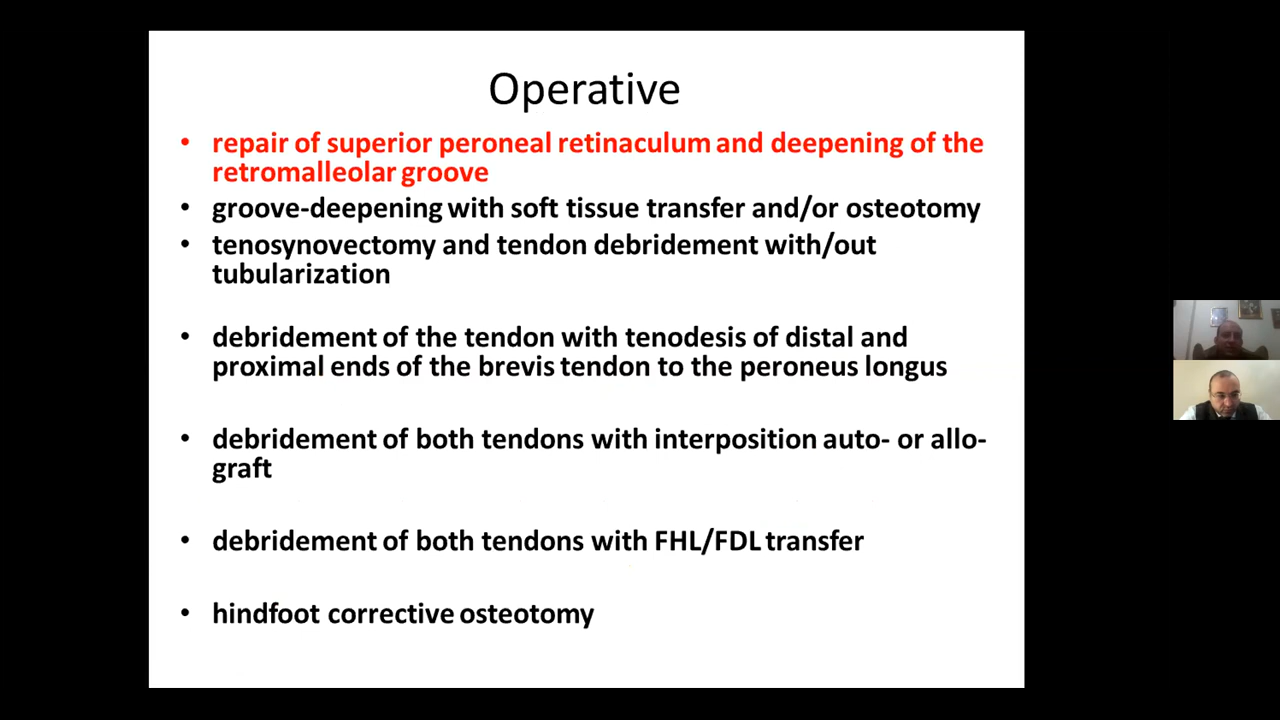 Operative
• repair of superior peroneal retinaculum and deepening of the
retromalleolar groove
• groove-deepening with soft tissue transfer and/or osteotomy
• tenosynovectomy and tendon debridement with/out
tubularization
• debridement of the tendon with tenodesis of distal and
proximal ends of the brevis tendon to the peroneus longus
• debridement of both tendons with interposition auto- or allo-
graft
• debridement of both tendons with FHL/FDL transfer
• hindfoot corrective osteotomy